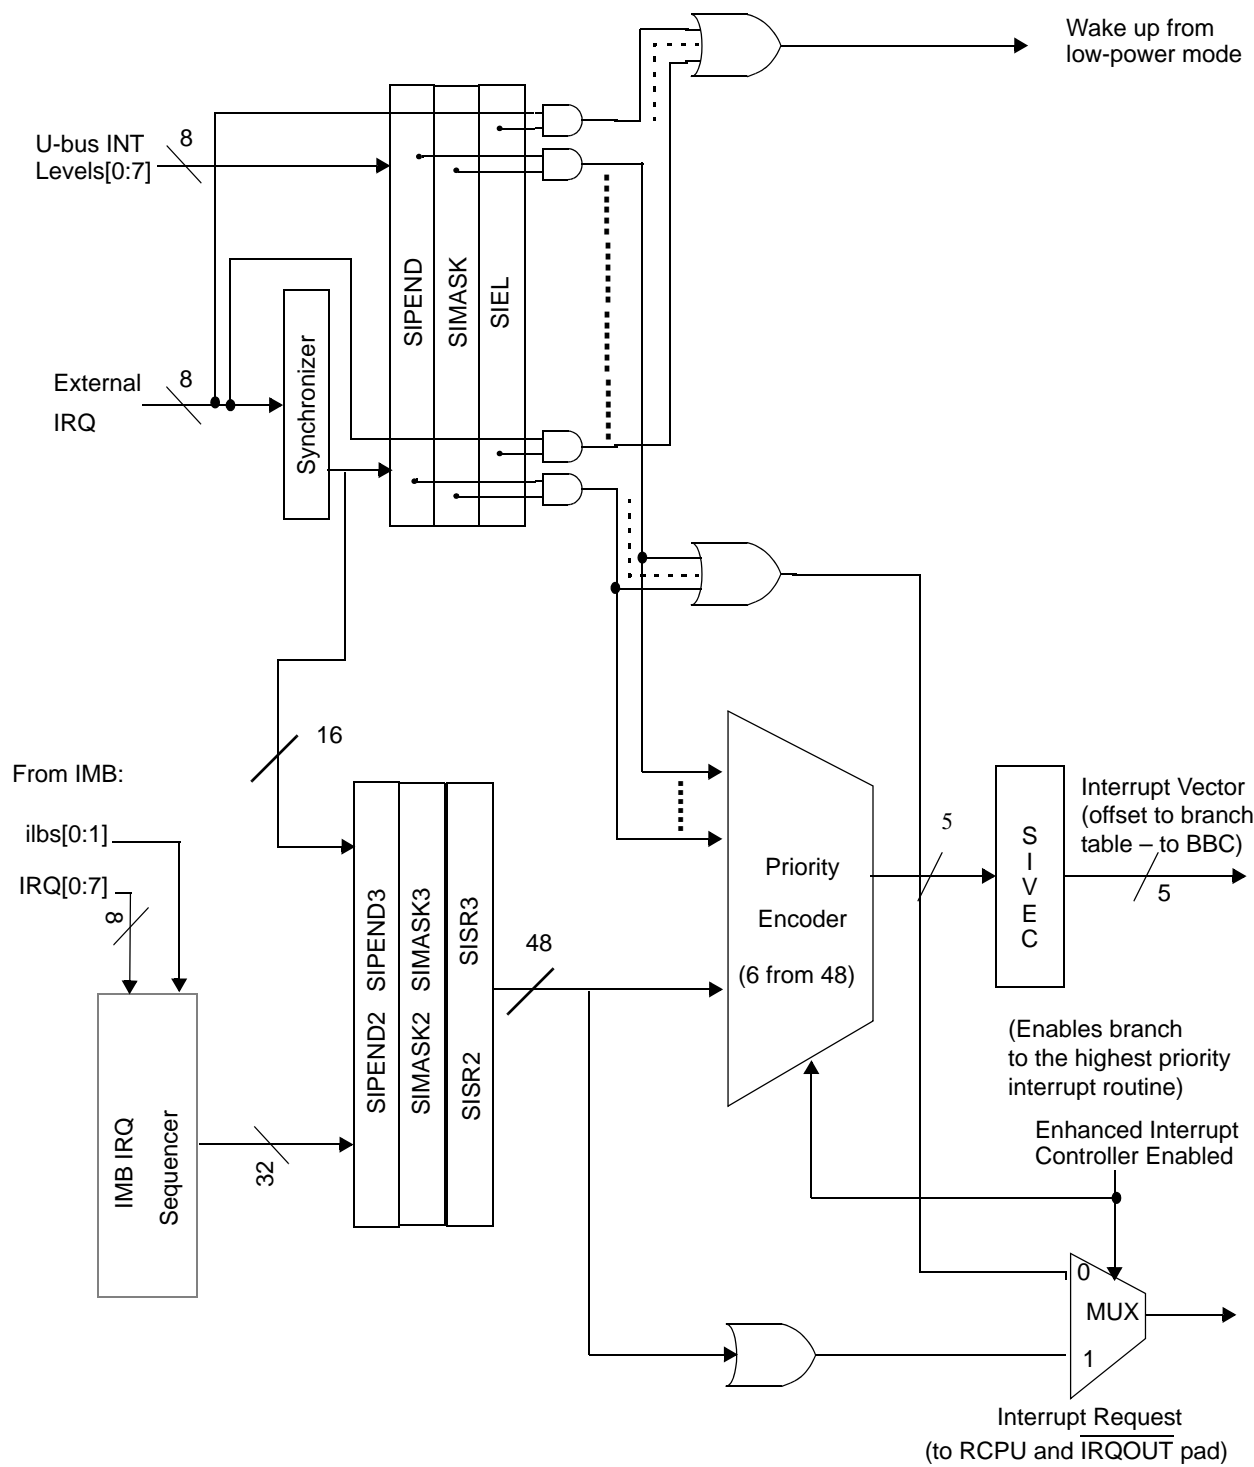 Wake up from
low-power mode
U-bus INT
Levels[0:7]
8
SIPEND
SIMASK
SIEL
External
IRQ
8
Synchronizer
16
From IMB:
ilbs[0:1]
IRQ[0:7]
8
IMB IRQ
Sequencer
32
SIPEND2 SIPEND3
SIMASK2 SIMASK3
SISR2 SISR3
48
Priority
Encoder
(6 from 48)
5
SIVEC
Interrupt Vector
(offset to branch
table – to BBC)
5
(Enables branch
to the highest priority
interrupt routine)
Enhanced Interrupt
Controller Enabled
0
MUX
1
Interrupt Request
(to RCPU and IRQOUT pad)